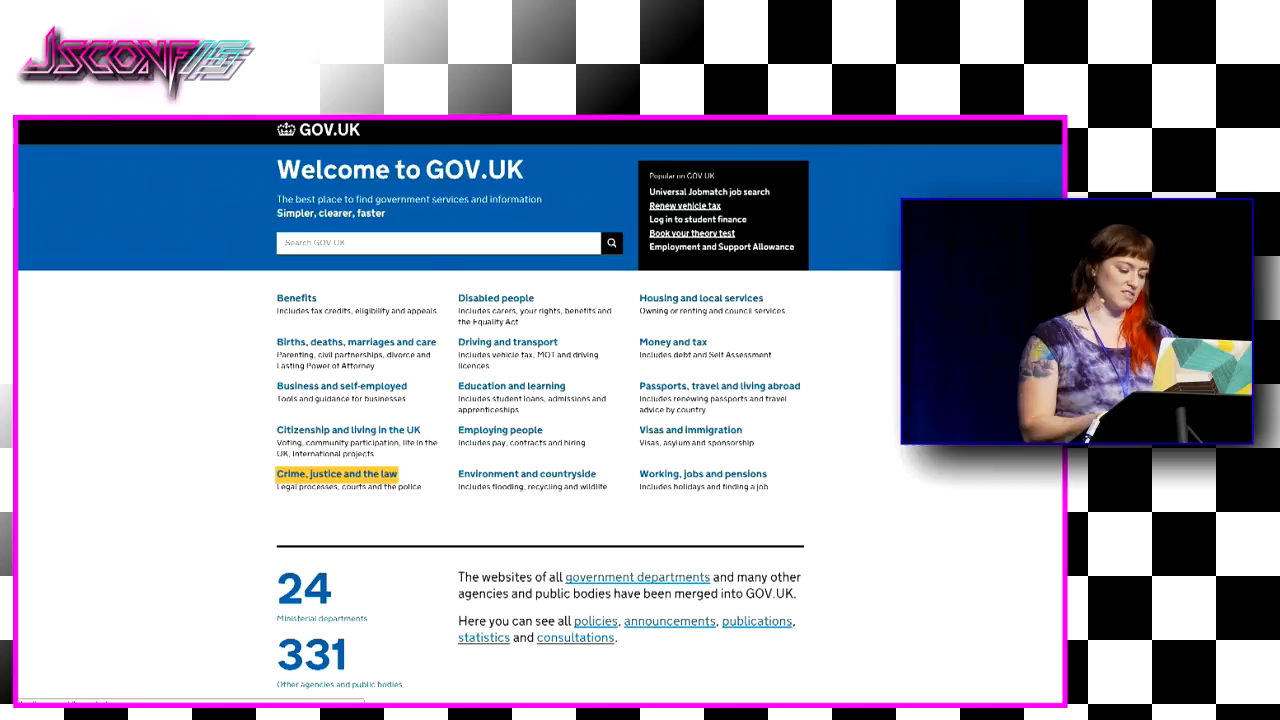 JSCONF15
GOV.UK
Welcome to GOV.UK
The best place to find government services and information
Simpler, clearer, faster
Search GOV.UK
Popular on GOV.UK
Universal Jobmatch job search
Renew vehicle tax
Log in to student finance
Book your theory test
Employment and Support Allowance
Benefits
Includes tax credits, eligibility and appeals
Births, deaths, marriages and care
Parenting, civil partnerships, divorce and
Lasting Power of Attorney
Business and self-employed
Tools and guidance for businesses
Citizenship and living in the UK
Voting, community participation, life in the
UK, international projects
Crime, justice and the law
Legal processes, courts and the police
Disabled people
Includes carers, your rights, benefits and
the Equality Act
Driving and transport
Includes vehicle tax, MOT and driving
licences
Education and learning
Includes student loans, admissions and
apprenticeships
Employing people
Includes pay, contracts and hiring
Environment and countryside
Includes flooding, recycling and wildlife
Housing and local services
Owning or renting and council services
Money and tax
Includes debt and Self Assessment
Passports, travel and living abroad
Includes renewing passports and travel
advice by country
Visas and immigration
Visas, asylum and sponsorship
Working, jobs and pensions
Includes holidays and finding a job
24
Ministerial departments
331
Other agencies and public bodies
The websites of all government departments and many other
agencies and public bodies have been merged into GOV.UK.
Here you can see all policies, announcements, publications,
statistics and consultations.